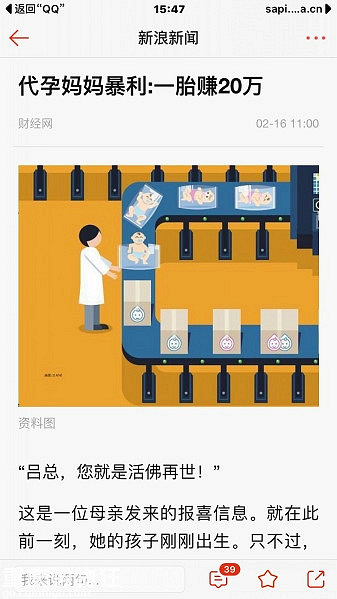 返回“QQ”
15:47
sapi....a.cn
新浪新闻
代孕妈妈暴利:一胎赚20万
财经网
02-16 11:00
资料图
“吕总，您就是活佛再世！”
这是一位母亲发来的报喜信息。就在此
前一刻，她的孩子刚刚出生。只不过，
我来说两句...
39